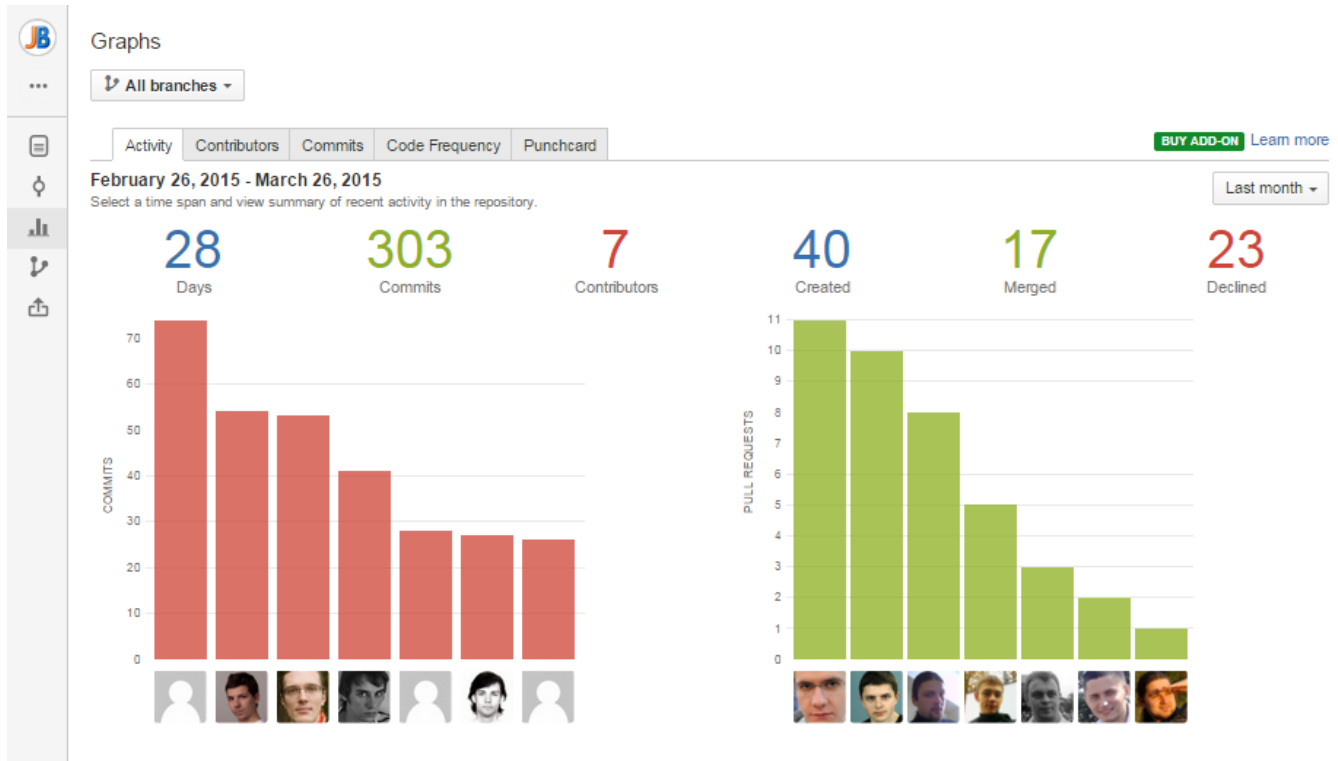 JB
Graphs
All branches
Activity Contributors Commits Code Frequency Punchcard
BUY ADD-ON Learn more
February 26, 2015 - March 26, 2015
Select a time span and view summary of recent activity in the repository.
Last month
28 303 7 40 17 23
Days Commits Contributors Created Merged Declined
COMMITS
70
60
50
40
30
20
10
0
PULL REQUESTS
11
10
9
8
7
6
5
4
3
2
1
0